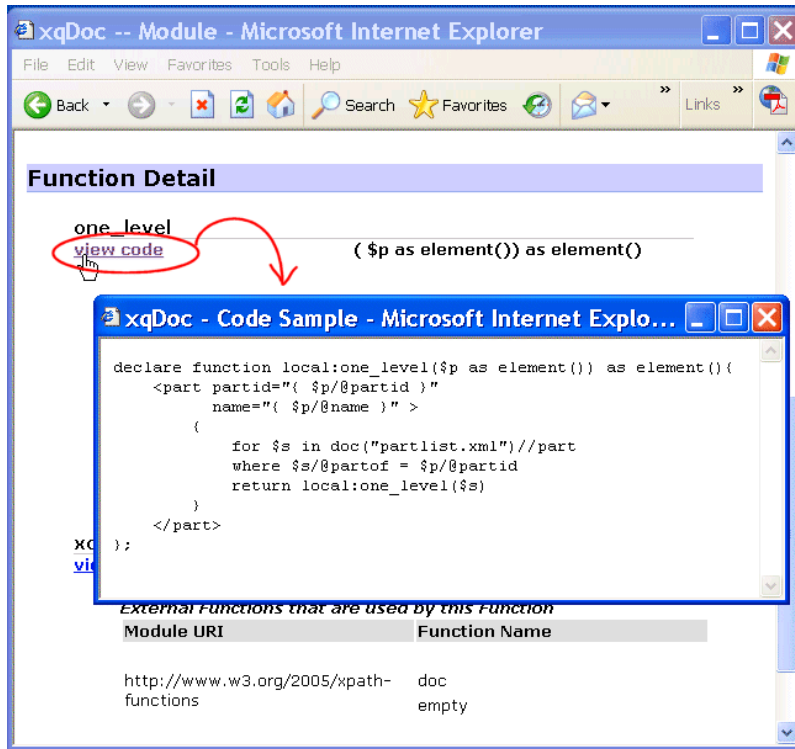 xqDoc -- Module - Microsoft Internet Explorer
File Edit View Favorites Tools Help
Back Search Favorites » Links »
Function Detail
one_level
view code ( $p as element()) as element()
xqDoc - Code Sample - Microsoft Internet Explo...
declare function local:one_level($p as element()) as element(){
<part partid="{ $p/@partid }"
name="{ $p/@name }" >
{
for $s in doc("partlist.xml")//part
where $s/@partof = $p/@partid
return local:one_level($s)
}
</part>
};
External Functions that are used by this Function
Module URI Function Name
http://www.w3.org/2005/xpath- doc
functions
empty